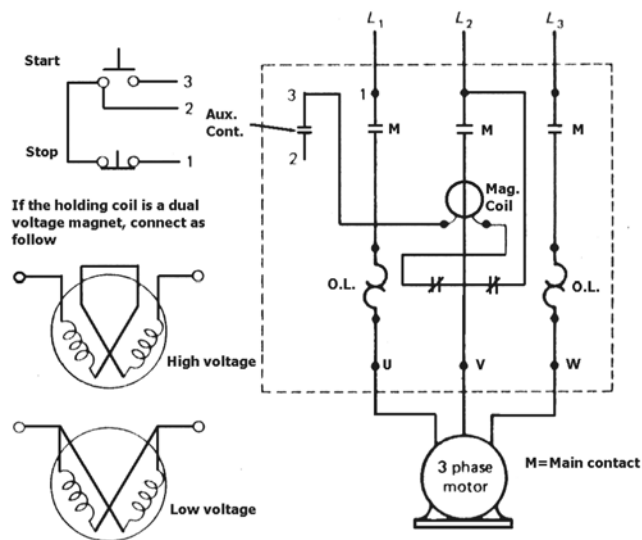 L1
L2
L3
Start
3
2
Stop
1
3
Aux.
Cont.
2
1
M
M
M
If the holding coil is a dual
voltage magnet, connect as
follow
Mag.
Coil
O.L.
O.L.
High voltage
U
V
W
3 phase
motor
M=Main contact
Low voltage